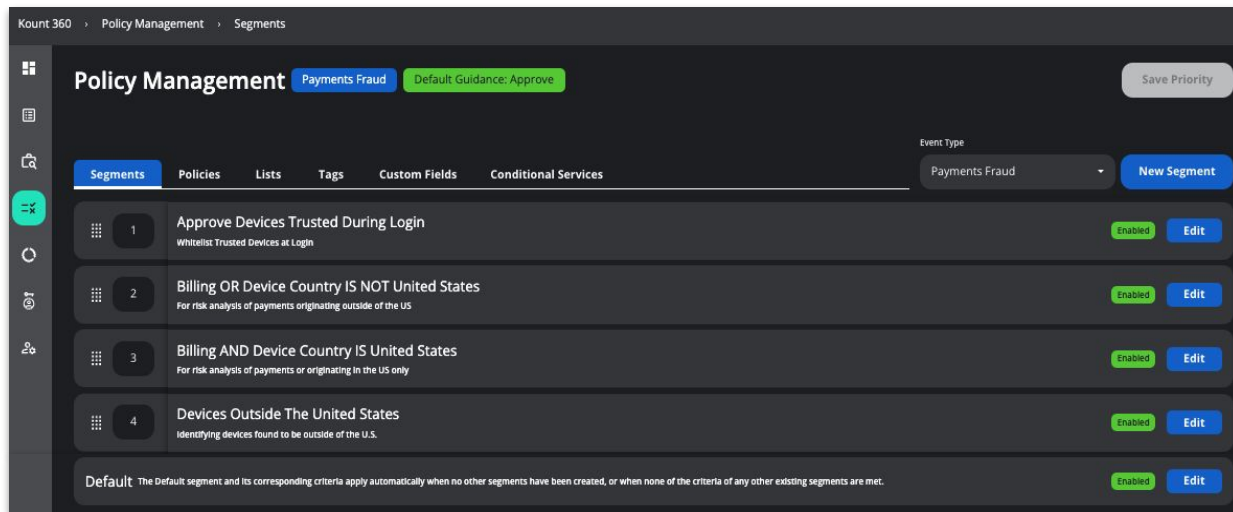 Kount 360 › Policy Management › Segments
Policy Management Payments Fraud Default Guidance: Approve Save Priority
Event Type
Segments Policies Lists Tags Custom Fields Conditional Services Payments Fraud New Segment
1 Approve Devices Trusted During Login Enabled Edit
Whitelist Trusted Devices at Login
2 Billing OR Device Country IS NOT United States Enabled Edit
For risk analysis of payments originating outside of the US
3 Billing AND Device Country IS United States Enabled Edit
For risk analysis of payments or originating in the US only
4 Devices Outside The United States Enabled Edit
Identifying devices found to be outside of the U.S.
Default The Default segment and its corresponding criteria apply automatically when no other segments have been created, or when none of the criteria of any other existing segments are met. Enabled Edit